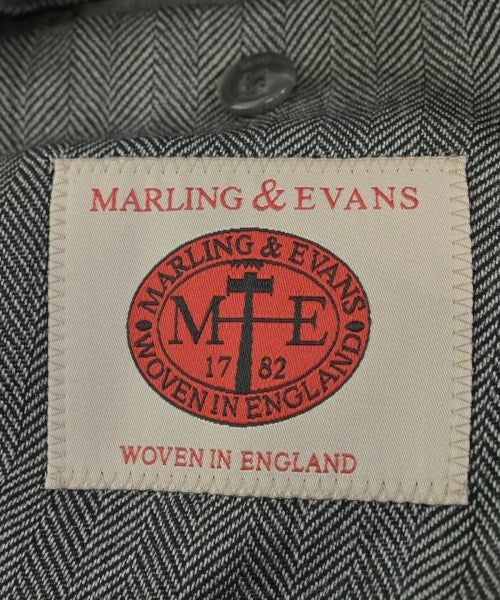 MARLING & EVANS
MARLING & EVANS
M E
17 82
WOVEN IN ENGLAND
WOVEN IN ENGLAND